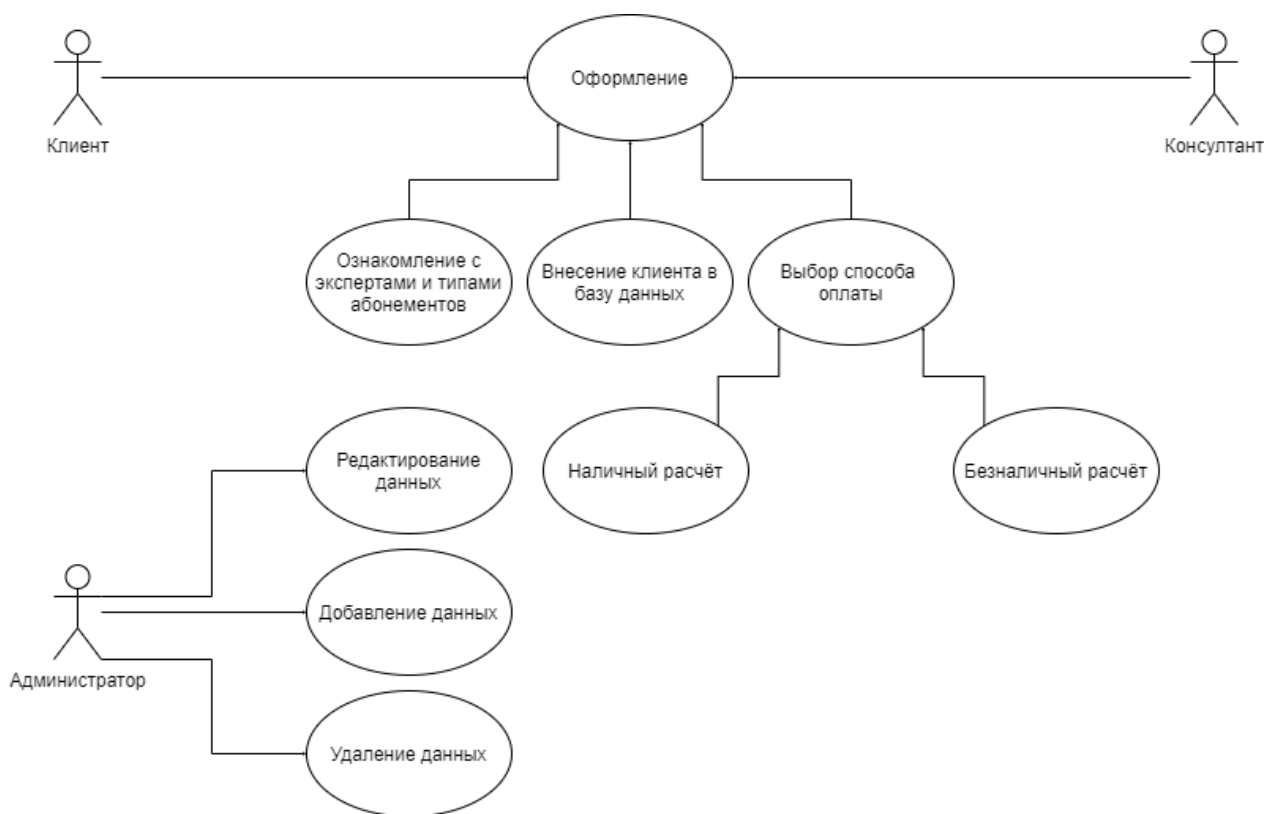 Оформление
Клиент
Консултант
Ознакомление с
экспертами и типами
абонементов
Внесение клиента в
базу данных
Выбор способа
оплаты
Редактирование
данных
Наличный расчёт
Безналичный расчёт
Добавление данных
Администратор
Удаление данных